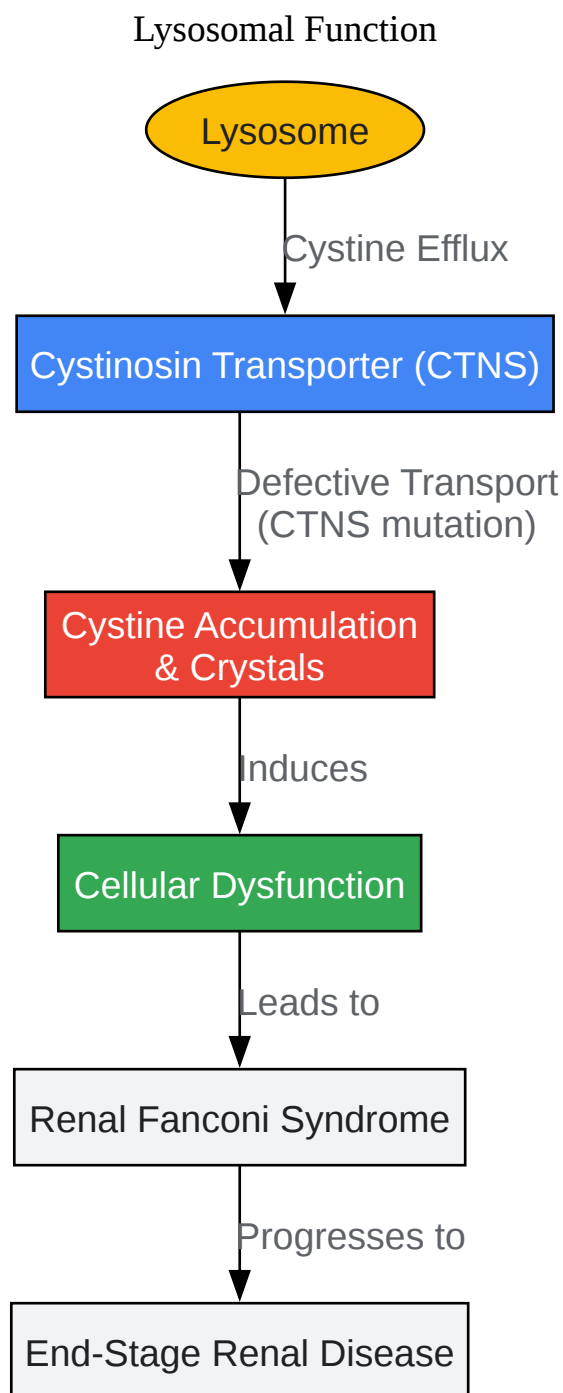 Lysosomal Function
Lysosome
Cystine Efflux
Cystinosin Transporter (CTNS)
Defective Transport
(CTNS mutation)
Cystine Accumulation
& Crystals
Induces
Cellular Dysfunction
Leads to
Renal Fanconi Syndrome
Progresses to
End-Stage Renal Disease